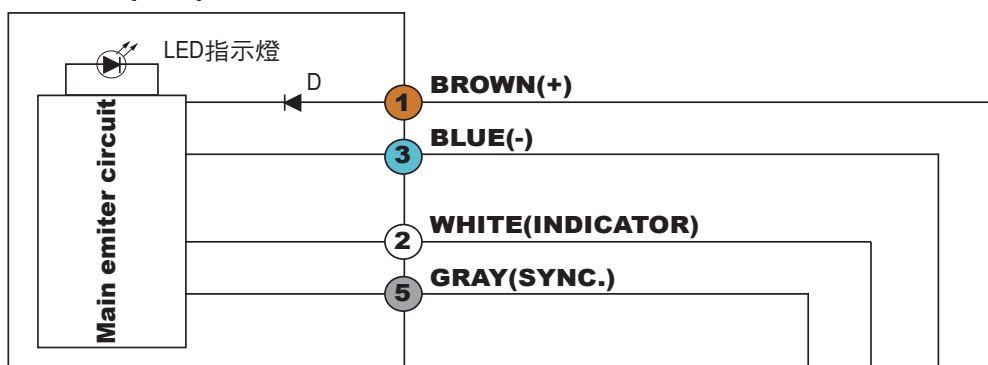 LED指示燈
D
BROWN(+)
1
BLUE(-)
3
WHITE(INDICATOR)
2
GRAY(SYNC.)
5
Main emiter circuit